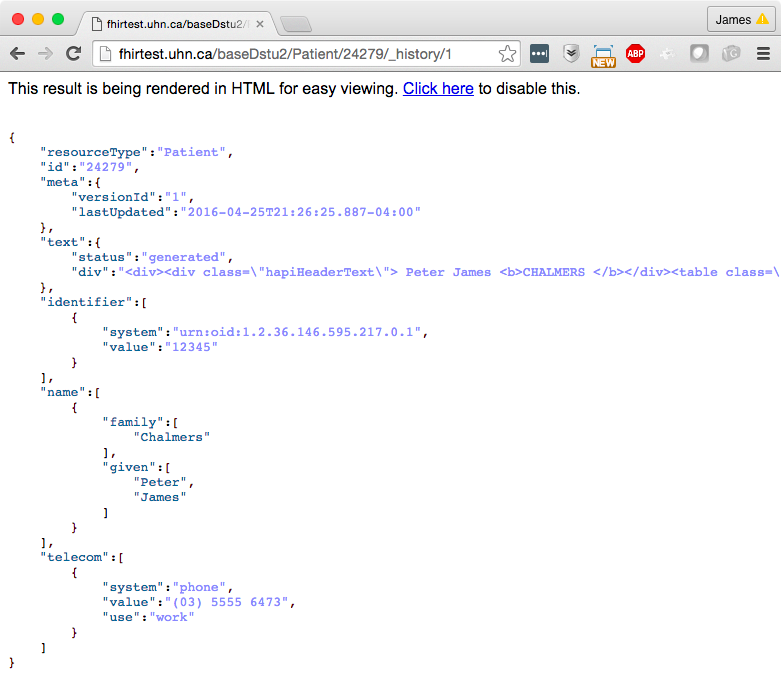 fhirtest.uhn.ca/baseDstu2/
James
fhirtest.uhn.ca/baseDstu2/Patient/24279/_history/1
NEW
ABP
This result is being rendered in HTML for easy viewing. Click here to disable this.
{
    "resourceType":"Patient",
    "id":"24279",
    "meta":{
        "versionId":"1",
        "lastUpdated":"2016-04-25T21:26:25.887-04:00"
    },
    "text":{
        "status":"generated",
        "div":"<div><div class=\"hapiHeaderText\"> Peter James <b>CHALMERS </b></div><table class=\
    },
    "identifier":[
        {
            "system":"urn:oid:1.2.36.146.595.217.0.1",
            "value":"12345"
        }
    ],
    "name":[
        {
            "family":[
                "Chalmers"
            ],
            "given":[
                "Peter",
                "James"
            ]
        }
    ],
    "telecom":[
        {
            "system":"phone",
            "value":"(03) 5555 6473",
            "use":"work"
        }
    ]
}